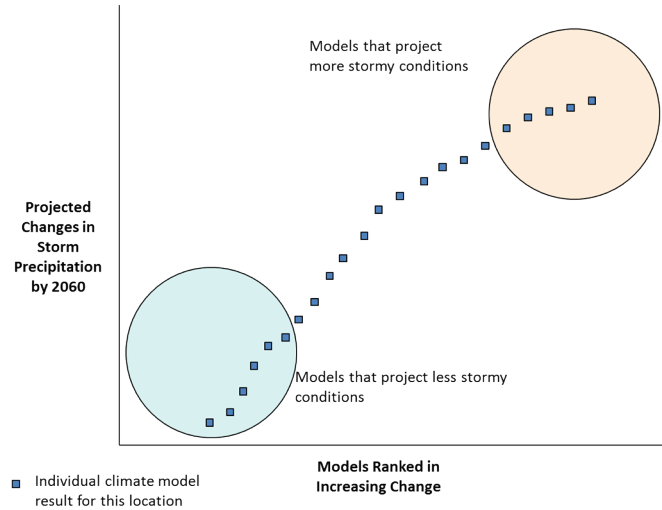 Models that project
more stormy conditions
Projected
Changes in
Storm
Precipitation
by 2060
Models that project less stormy
conditions
Models Ranked in
Increasing Change
Individual climate model
result for this location